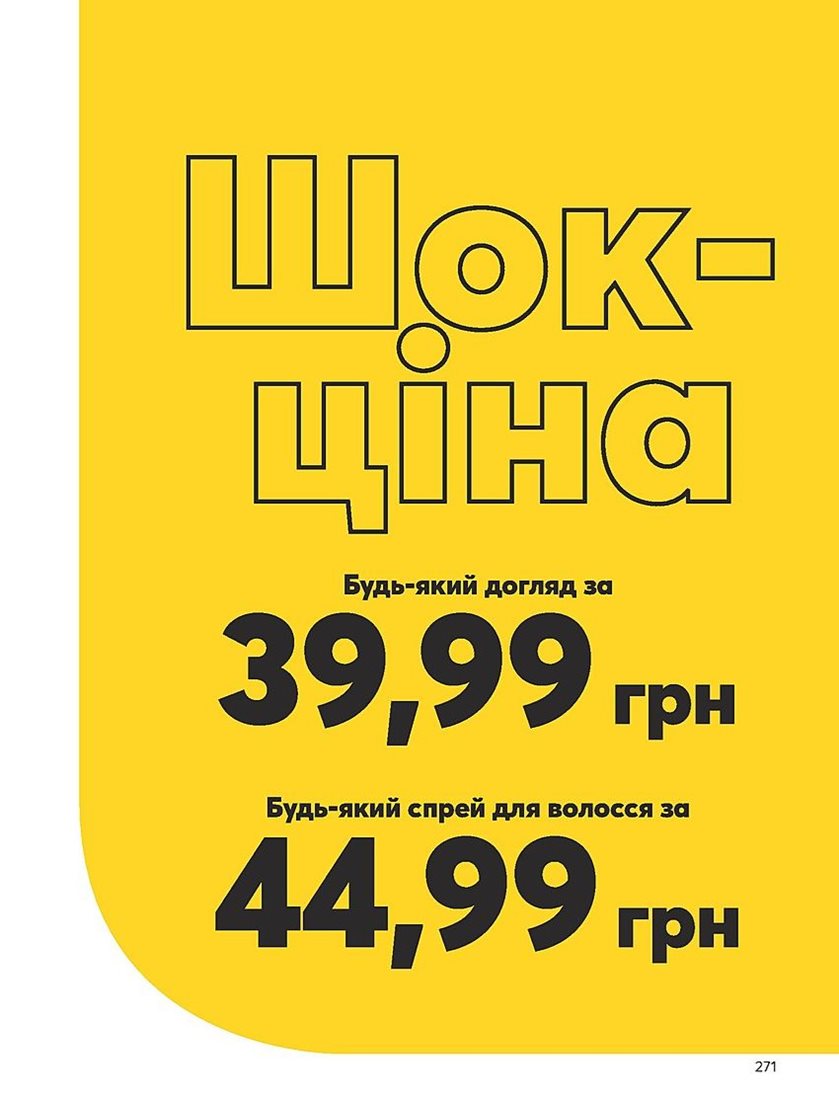 Шок-
ціна
Будь-який догляд за
39,99 грн
Будь-який спрей для волосся за
44,99 грн
271